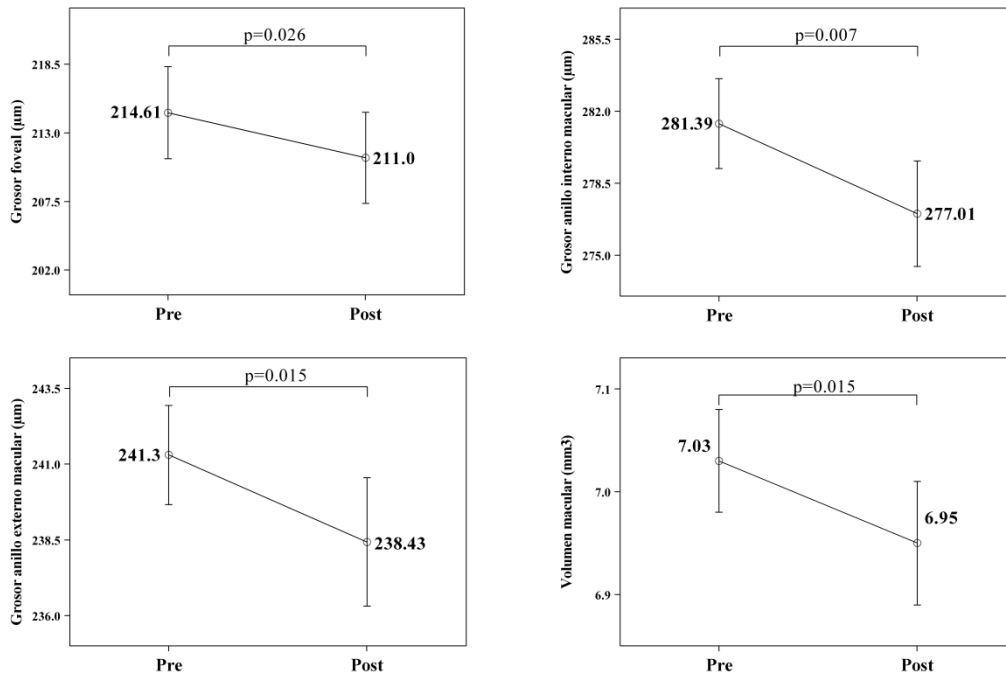 p=0.026
Grosor foveal (µm)
218.5
213.0
207.5
202.0
214.61
211.0
Pre Post
p=0.007
Grosor anillo interno macular (µm)
285.5
282.0
278.5
275.0
281.39
277.01
Pre Post
p=0.015
Grosor anillo externo macular (µm)
243.5
241.0
238.5
236.0
241.3
238.43
Pre Post
p=0.015
Volumen macular (mm3)
7.1
7.0
6.9
7.03
6.95
Pre Post